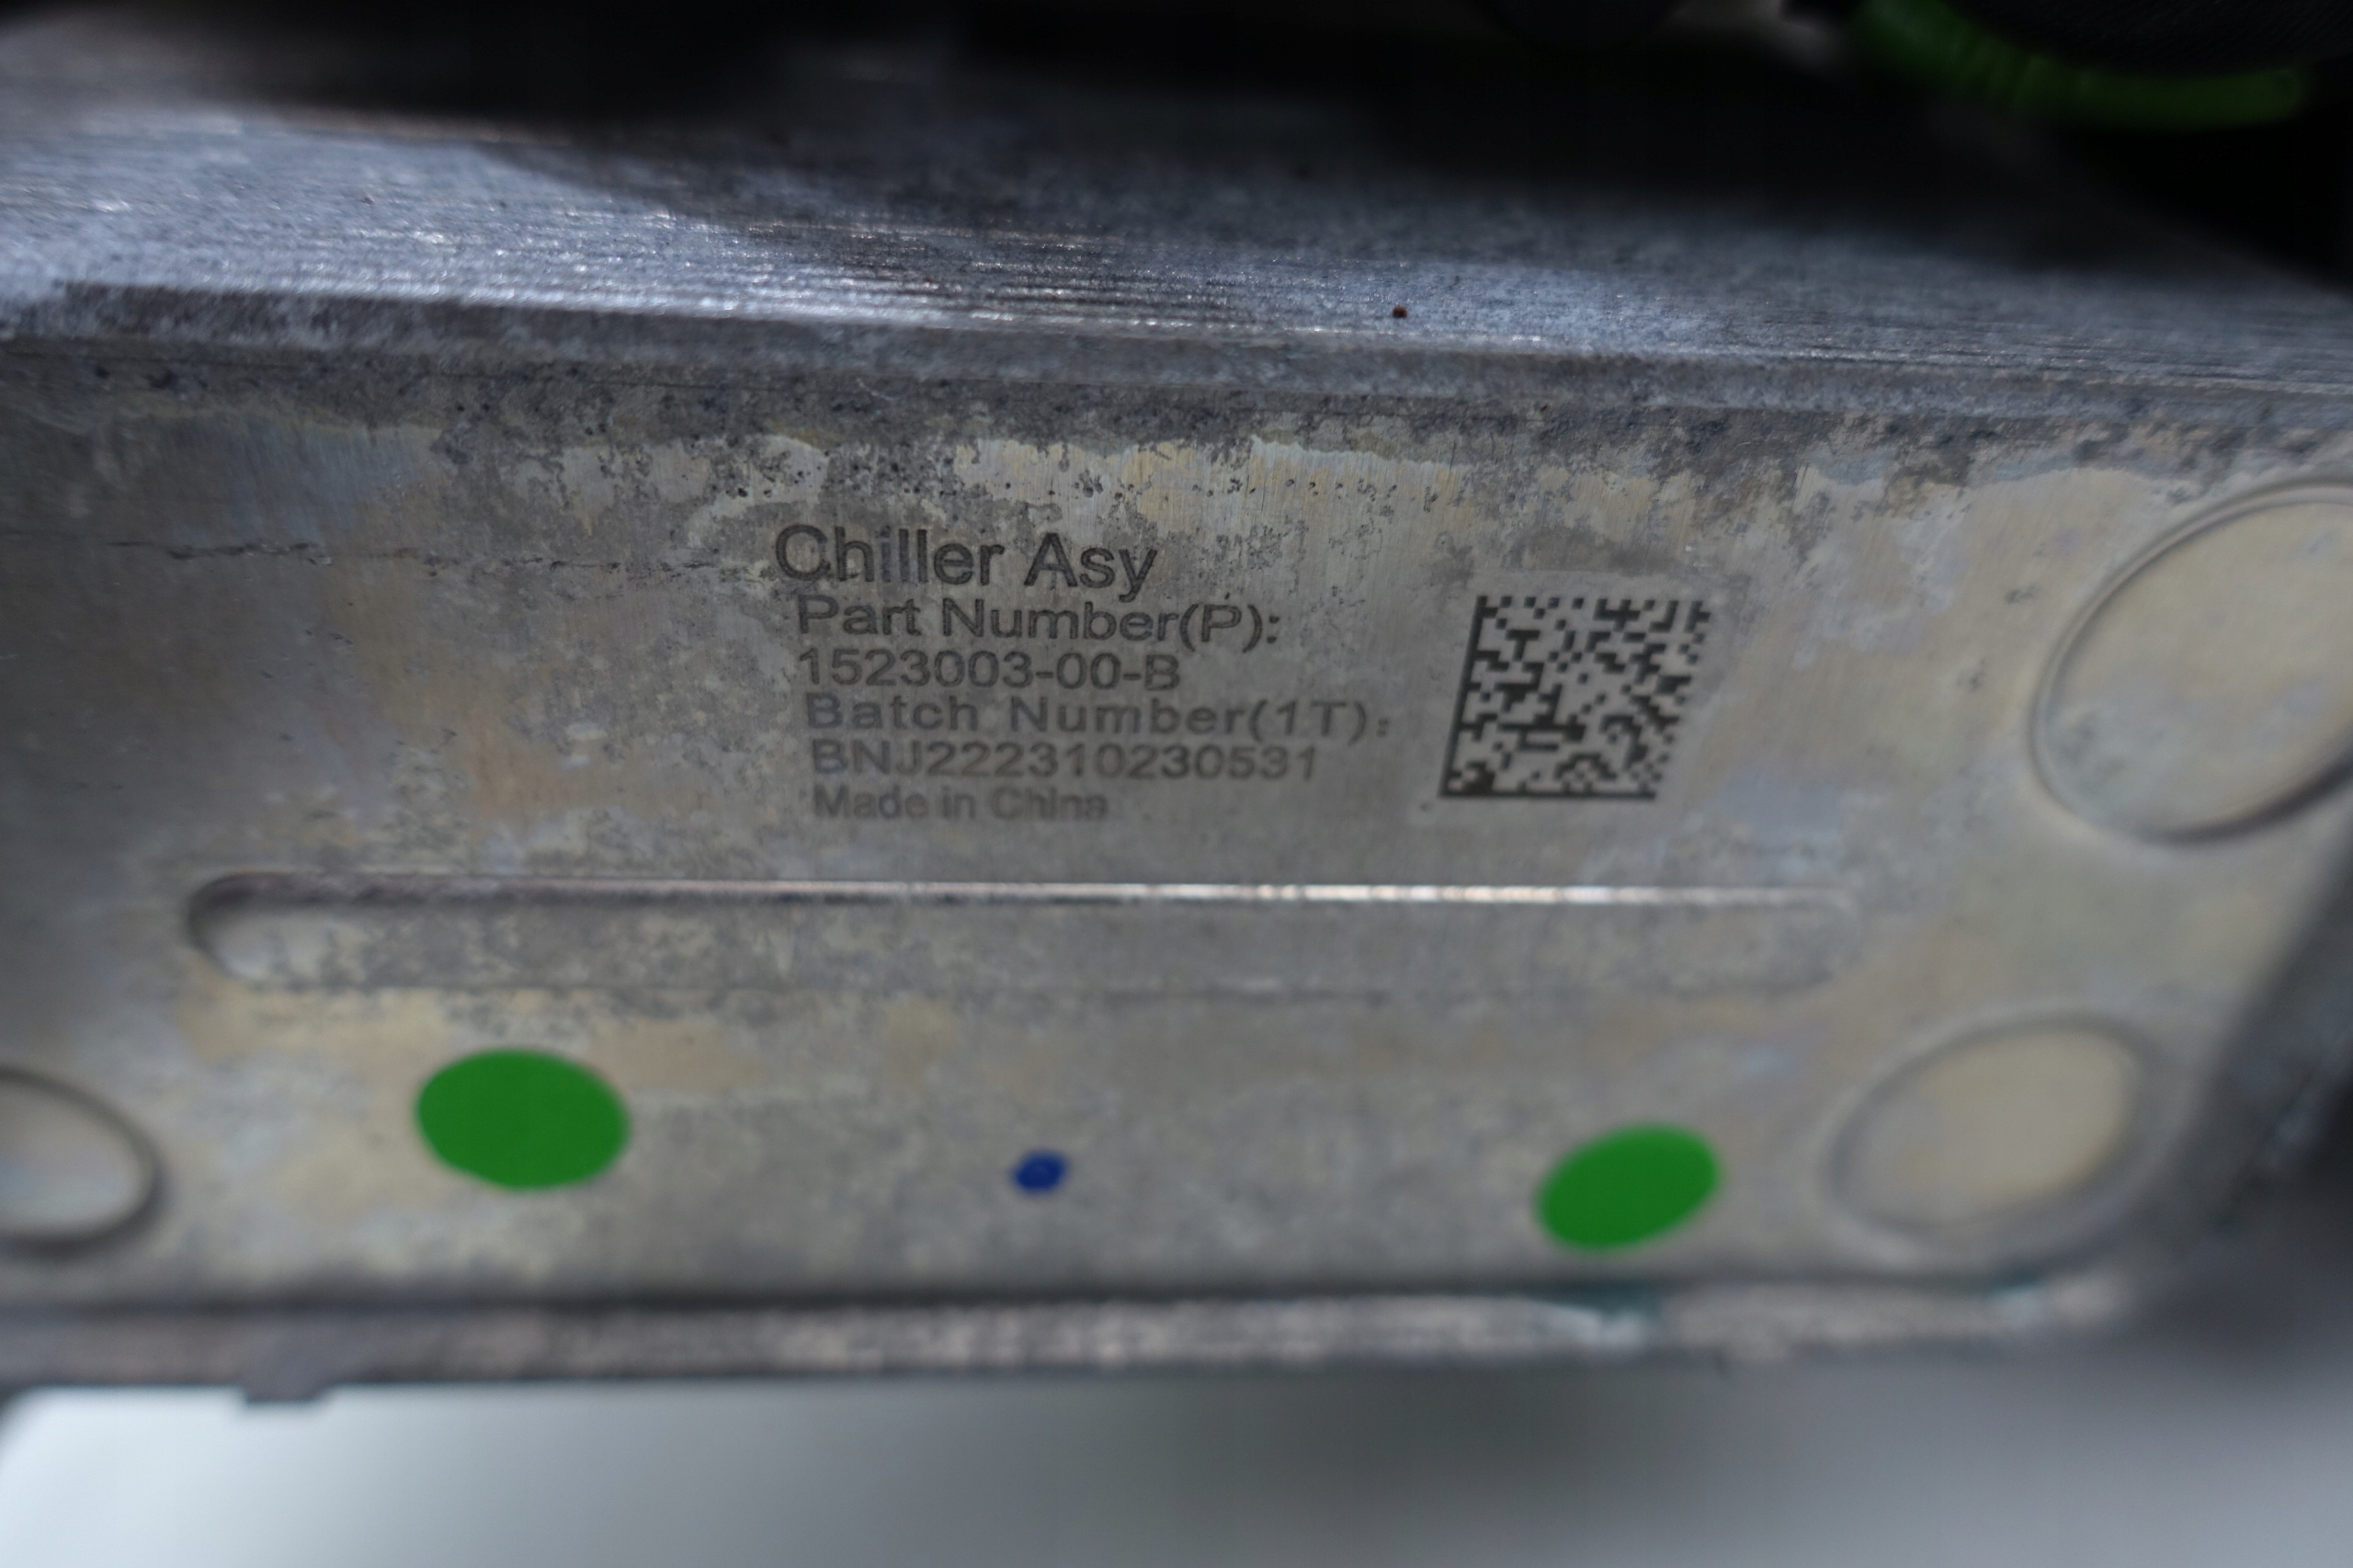 Chiller Asy
Part Number(P):
1523003-00-B
Batch Number(1T):
BNJ222310230531
Made in China